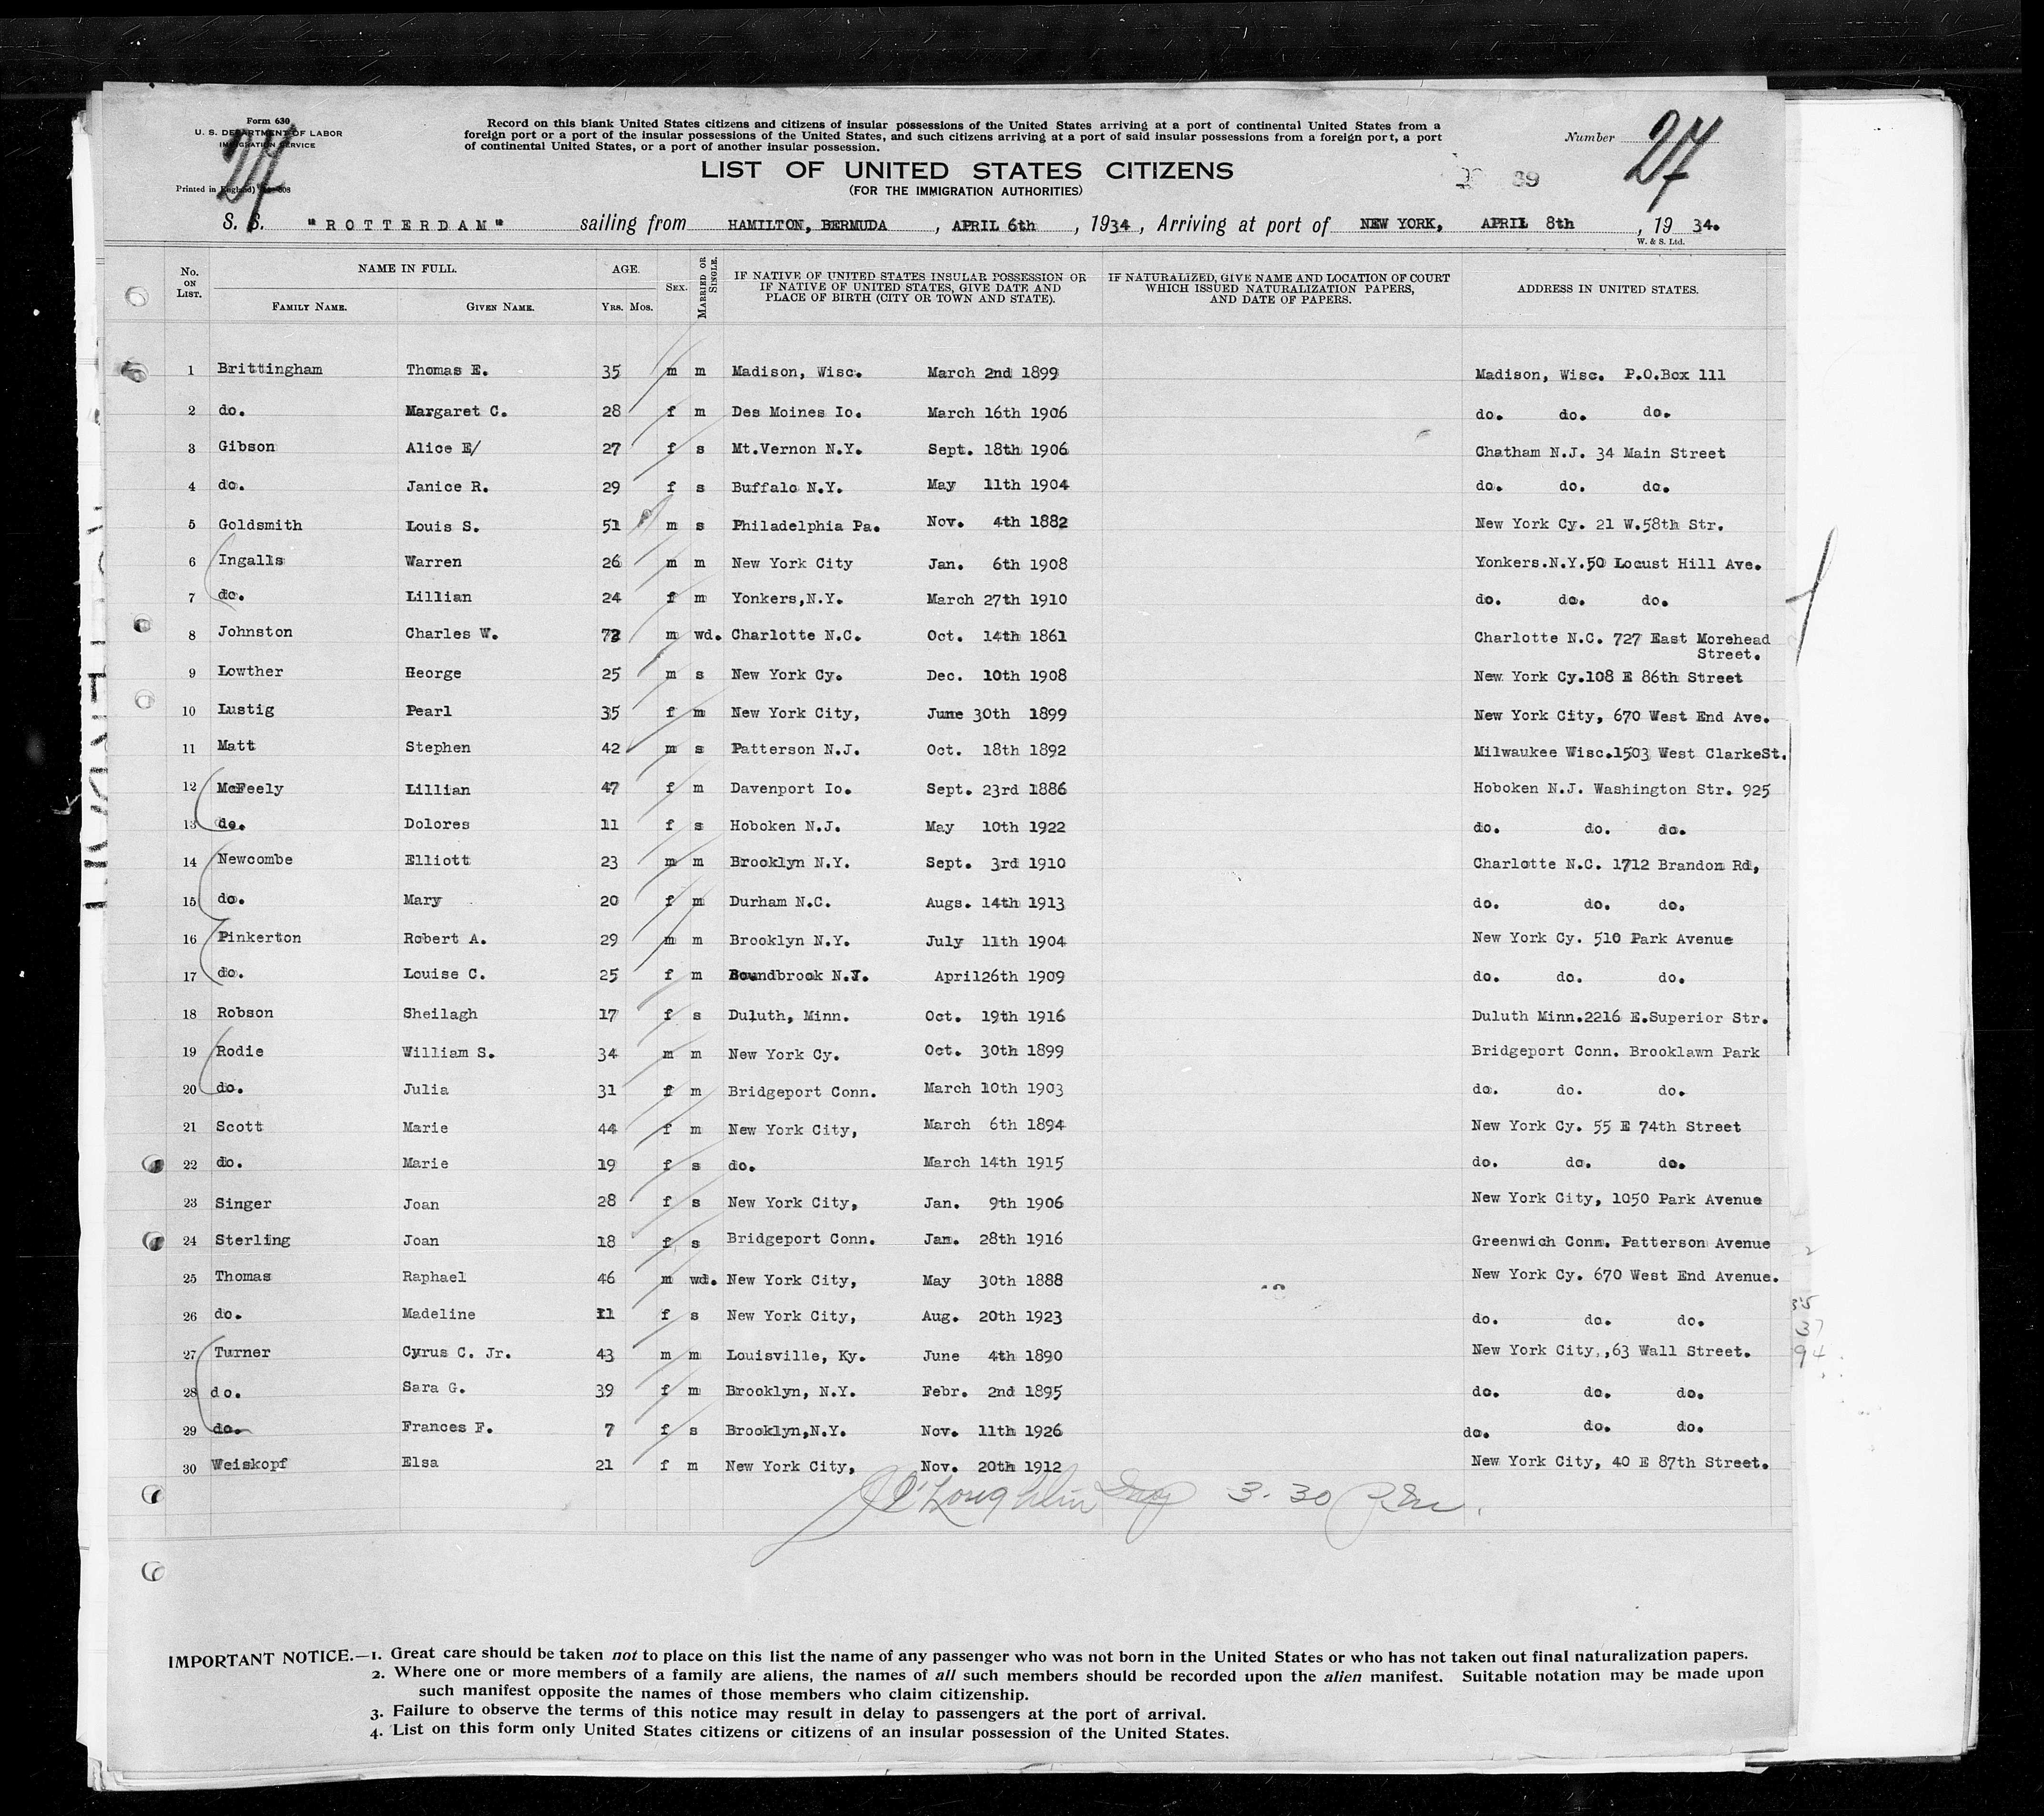 Form 630
U. S. DEPARTMENT OF LABOR
IMMIGRATION SERVICE
27
Printed in England)
Record on this blank United States citizens and citizens of insular possessions of the United States arriving at a port of continental United States from a
foreign port or a port of the insular possessions of the United States, and such citizens arriving at a port of said insular possessions from a foreign port, a port
of continental United States, or a port of another insular possession.
Number 27
LIST OF UNITED STATES CITIZENS
(FOR THE IMMIGRATION AUTHORITIES)
89
S. S. "ROTTERDAM" sailing from HAMILTON, BERMUDA, APRIL 6th, 1934, Arriving at port of NEW YORK, APRIL 8th, 19 34.
W. & S. Ltd.
No. ON LIST. NAME IN FULL. FAMILY NAME. GIVEN NAME. AGE. YRS. MOS. SEX. MARRIED OR SINGLE. IF NATIVE OF UNITED STATES INSULAR POSSESSION OR IF NATIVE OF UNITED STATES, GIVE DATE AND PLACE OF BIRTH (CITY OR TOWN AND STATE). IF NATURALIZED, GIVE NAME AND LOCATION OF COURT WHICH ISSUED NATURALIZATION PAPERS, AND DATE OF PAPERS. ADDRESS IN UNITED STATES.
1 Brittingham Thomas E. 35 m m Madison, Wisc. March 2nd 1899 Madison, Wisc. P.O.Box 111
2 do. Margaret C. 28 f m Des Moines Io. March 16th 1906 do. do. do.
3 Gibson Alice E/ 27 f s Mt.Vernon N.Y. Sept. 18th 1906 Chatham N.J. 34 Main Street
4 do. Janice R. 29 f s Buffalo N.Y. May 11th 1904 do. do. do.
5 Goldsmith Louis S. 51 m s Philadelphia Pa. Nov. 4th 1882 New York Cy. 21 W.58th Str.
6 Ingalls Warren 26 m m New York City Jan. 6th 1908 Yonkers.N.Y.50 Locust Hill Ave.
7 do. Lillian 24 f m Yonkers,N.Y. March 27th 1910 do. do. do.
8 Johnston Charles W. 72 m wd. Charlotte N.C. Oct. 14th 1861 Charlotte N.C. 727 East Morehead
Street.
9 Lowther Heorge 25 m s New York Cy. Dec. 10th 1908 New York Cy.108 E 86th Street
10 Lustig Pearl 35 f m New York City, June 30th 1899 New York City, 670 West End Ave.
11 Matt Stephen 42 m s Patterson N.J. Oct. 18th 1892 Milwaukee Wisc.1503 West ClarkeSt.
12 McFeely Lillian 47 f m Davenport Io. Sept. 23rd 1886 Hoboken N.J. Washington Str. 925
13 do. Dolores 11 f s Hoboken N.J. May 10th 1922 do. do. do.
14 Newcombe Elliott 23 m m Brooklyn N.Y. Sept. 3rd 1910 Charlotte N.C. 1712 Brandon Rd,
15 do. Mary 20 f m Durham N.C. Augs. 14th 1913 do. do. do.
16 Pinkerton Robert A. 29 m m Brooklyn N.Y. July 11th 1904 New York Cy. 510 Park Avenue
17 do. Louise C. 25 f m Boundbrook N.J. April26th 1909 do. do. do.
18 Robson Sheilagh 17 f s Duluth, Minn. Oct. 19th 1916 Duluth Minn.2216 E.Superior Str.
19 Rodie William S. 34 m m New York Cy. Oct. 30th 1899 Bridgeport Conn. Brooklawn Park
20 do. Julia 31 f m Bridgeport Conn. March 10th 1903 do. do. do.
21 Scott Marie 44 f m New York City, March 6th 1894 New York Cy. 55 E 74th Street
22 do. Marie 19 f s do. March 14th 1915 do. do. do.
23 Singer Joan 28 f s New York City, Jan. 9th 1906 New York City, 1050 Park Avenue
24 Sterling Joan 18 f s Bridgeport Conn. Jan. 28th 1916 Greenwich Conn. Patterson Avenue
25 Thomas Raphael 46 m wd. New York City, May 30th 1888 New York Cy. 670 West End Avenue.
26 do. Madeline 11 f s New York City, Aug. 20th 1923 do. do. do.
27 Turner Cyrus C. Jr. 43 m m Louisville, Ky. June 4th 1890 New York City,,63 Wall Street.
28 do. Sara G. 39 f m Brooklyn, N.Y. Febr. 2nd 1895 do. do. do.
29 do. Frances F. 7 f s Brooklyn,N.Y. Nov. 11th 1926 do. do. do.
30 Weiskopf Elsa 21 f m New York City, Nov. 20th 1912 New York City, 40 E 87th Street.
O'Loughlin Insp 3.30 P.M.
IMPORTANT NOTICE.—1. Great care should be taken not to place on this list the name of any passenger who was not born in the United States or who has not taken out final naturalization papers.
2. Where one or more members of a family are aliens, the names of all such members should be recorded upon the alien manifest. Suitable notation may be made upon
such manifest opposite the names of those members who claim citizenship.
3. Failure to observe the terms of this notice may result in delay to passengers at the port of arrival.
4. List on this form only United States citizens or citizens of an insular possession of the United States.